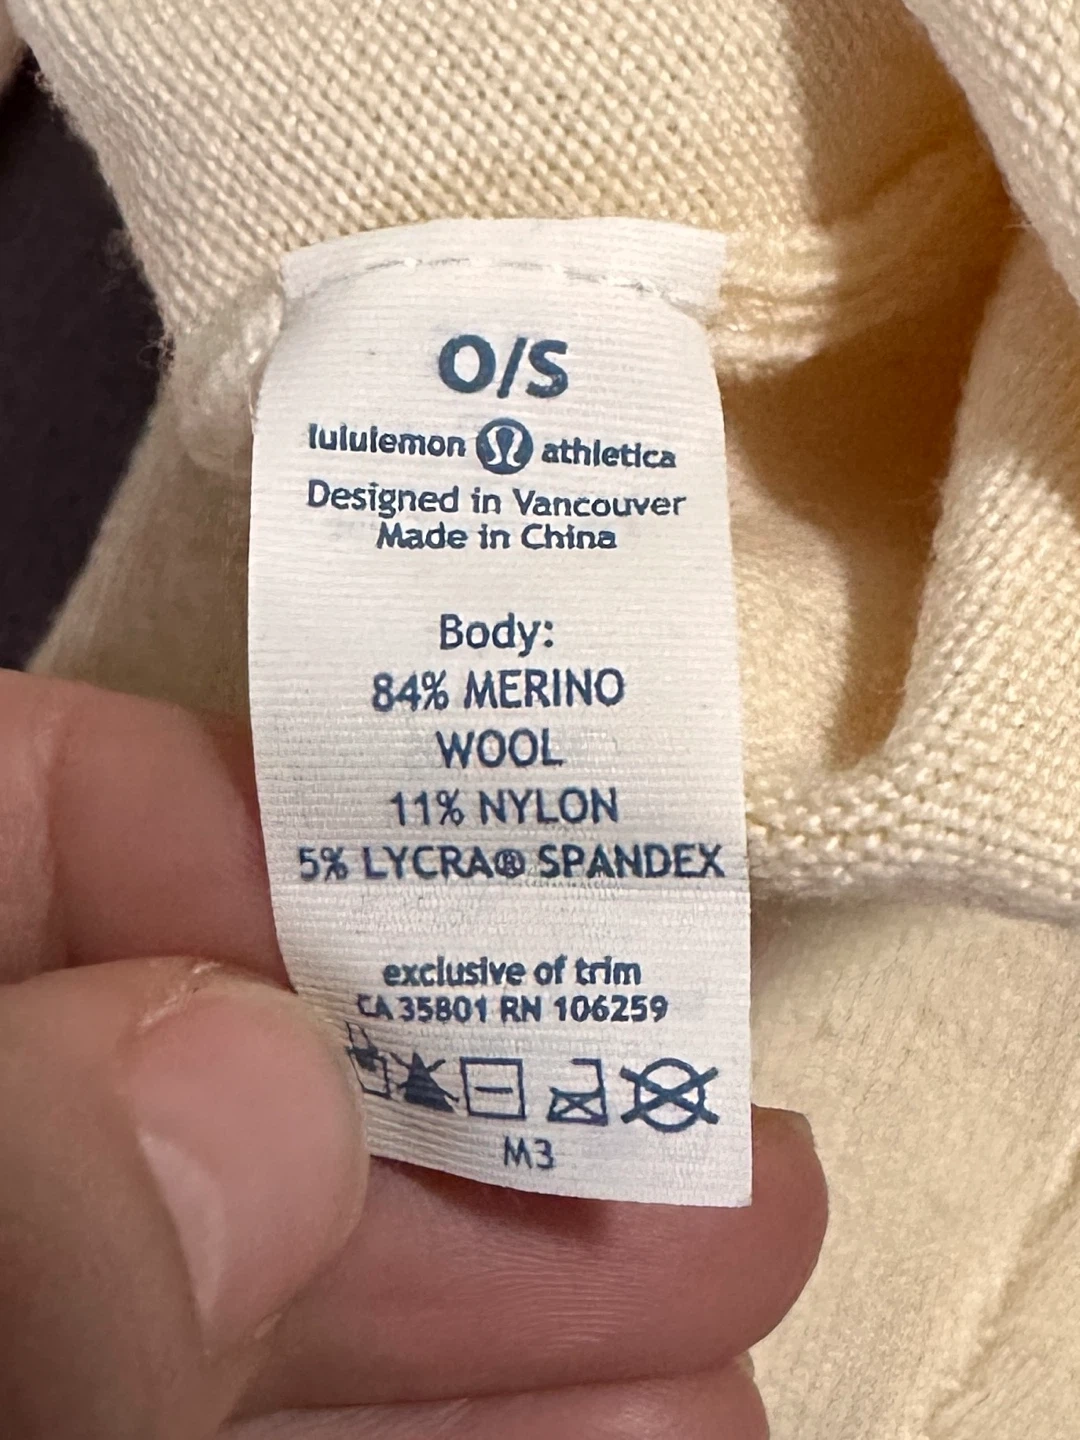 O/S
lululemon athletica
Designed in Vancouver
Made in China
Body:
84% MERINO
WOOL
11% NYLON
5% LYCRA® SPANDEX
exclusive of trim
CA 35801 RN 106259
M3